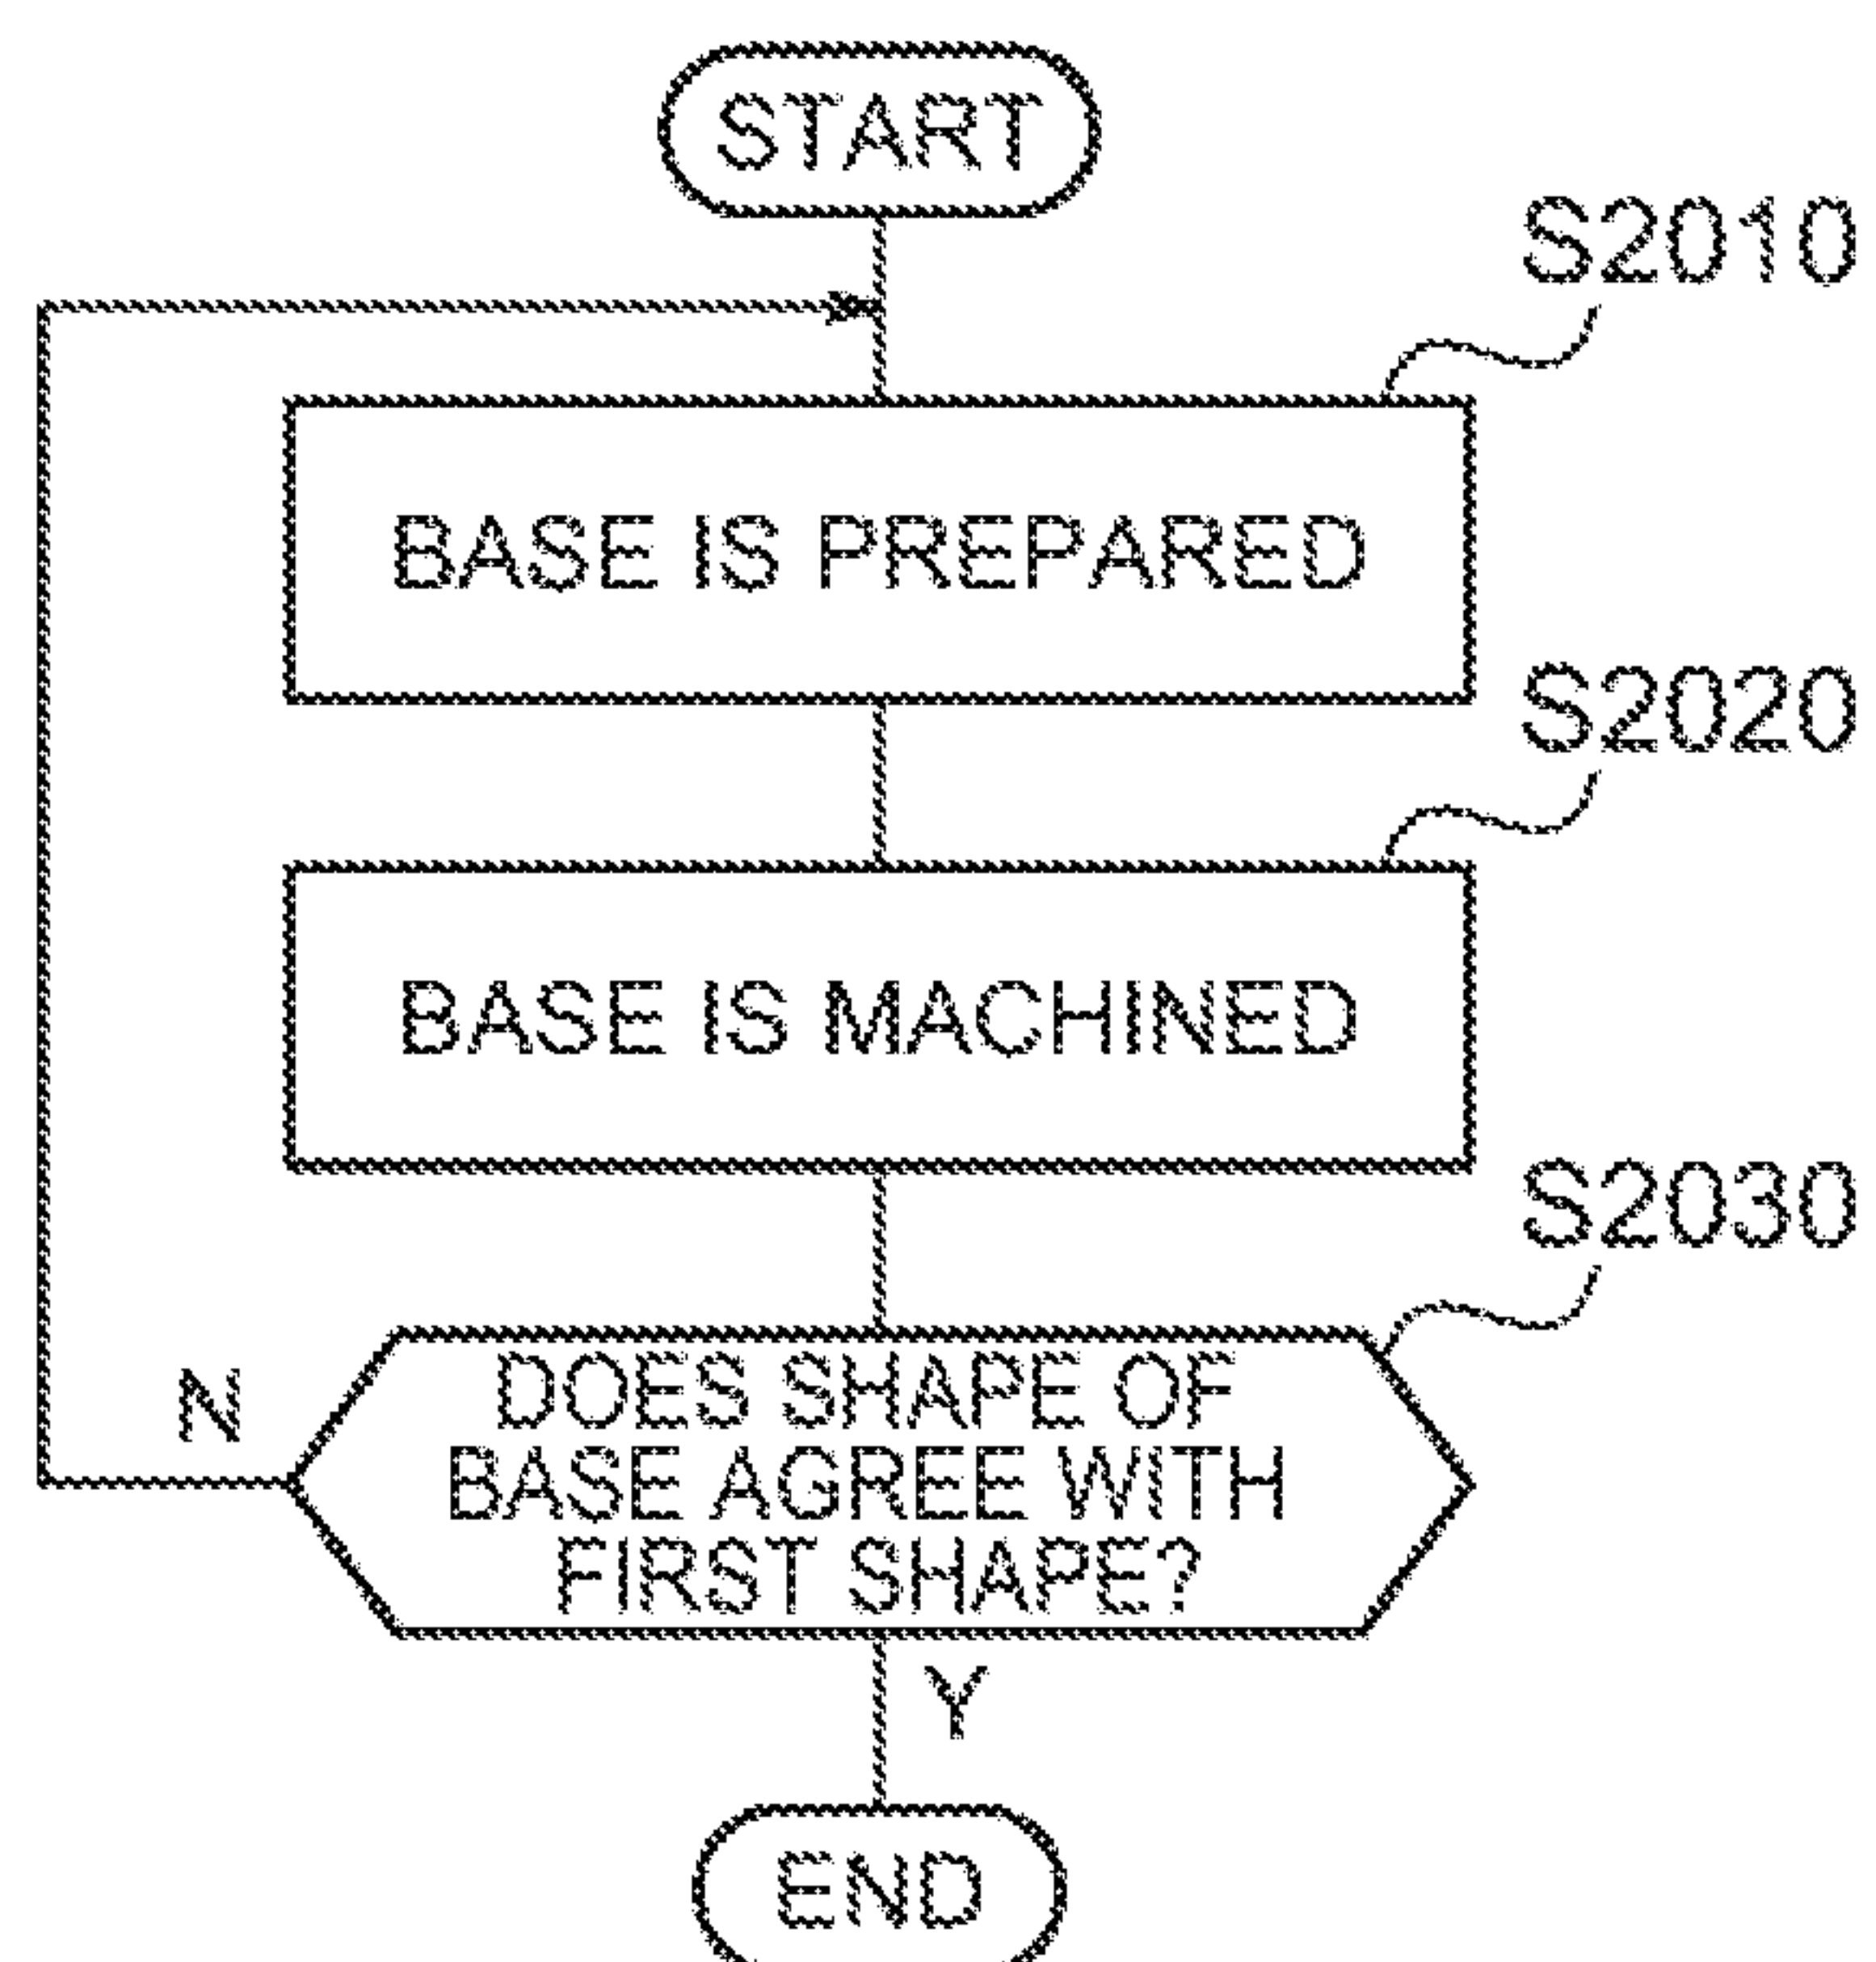 START
S2010
BASE IS PREPARED
S2020
BASE IS MACHINED
S2030
DOES SHAPE OF
BASE AGREE WITH
FIRST SHAPE?
N
Y
END